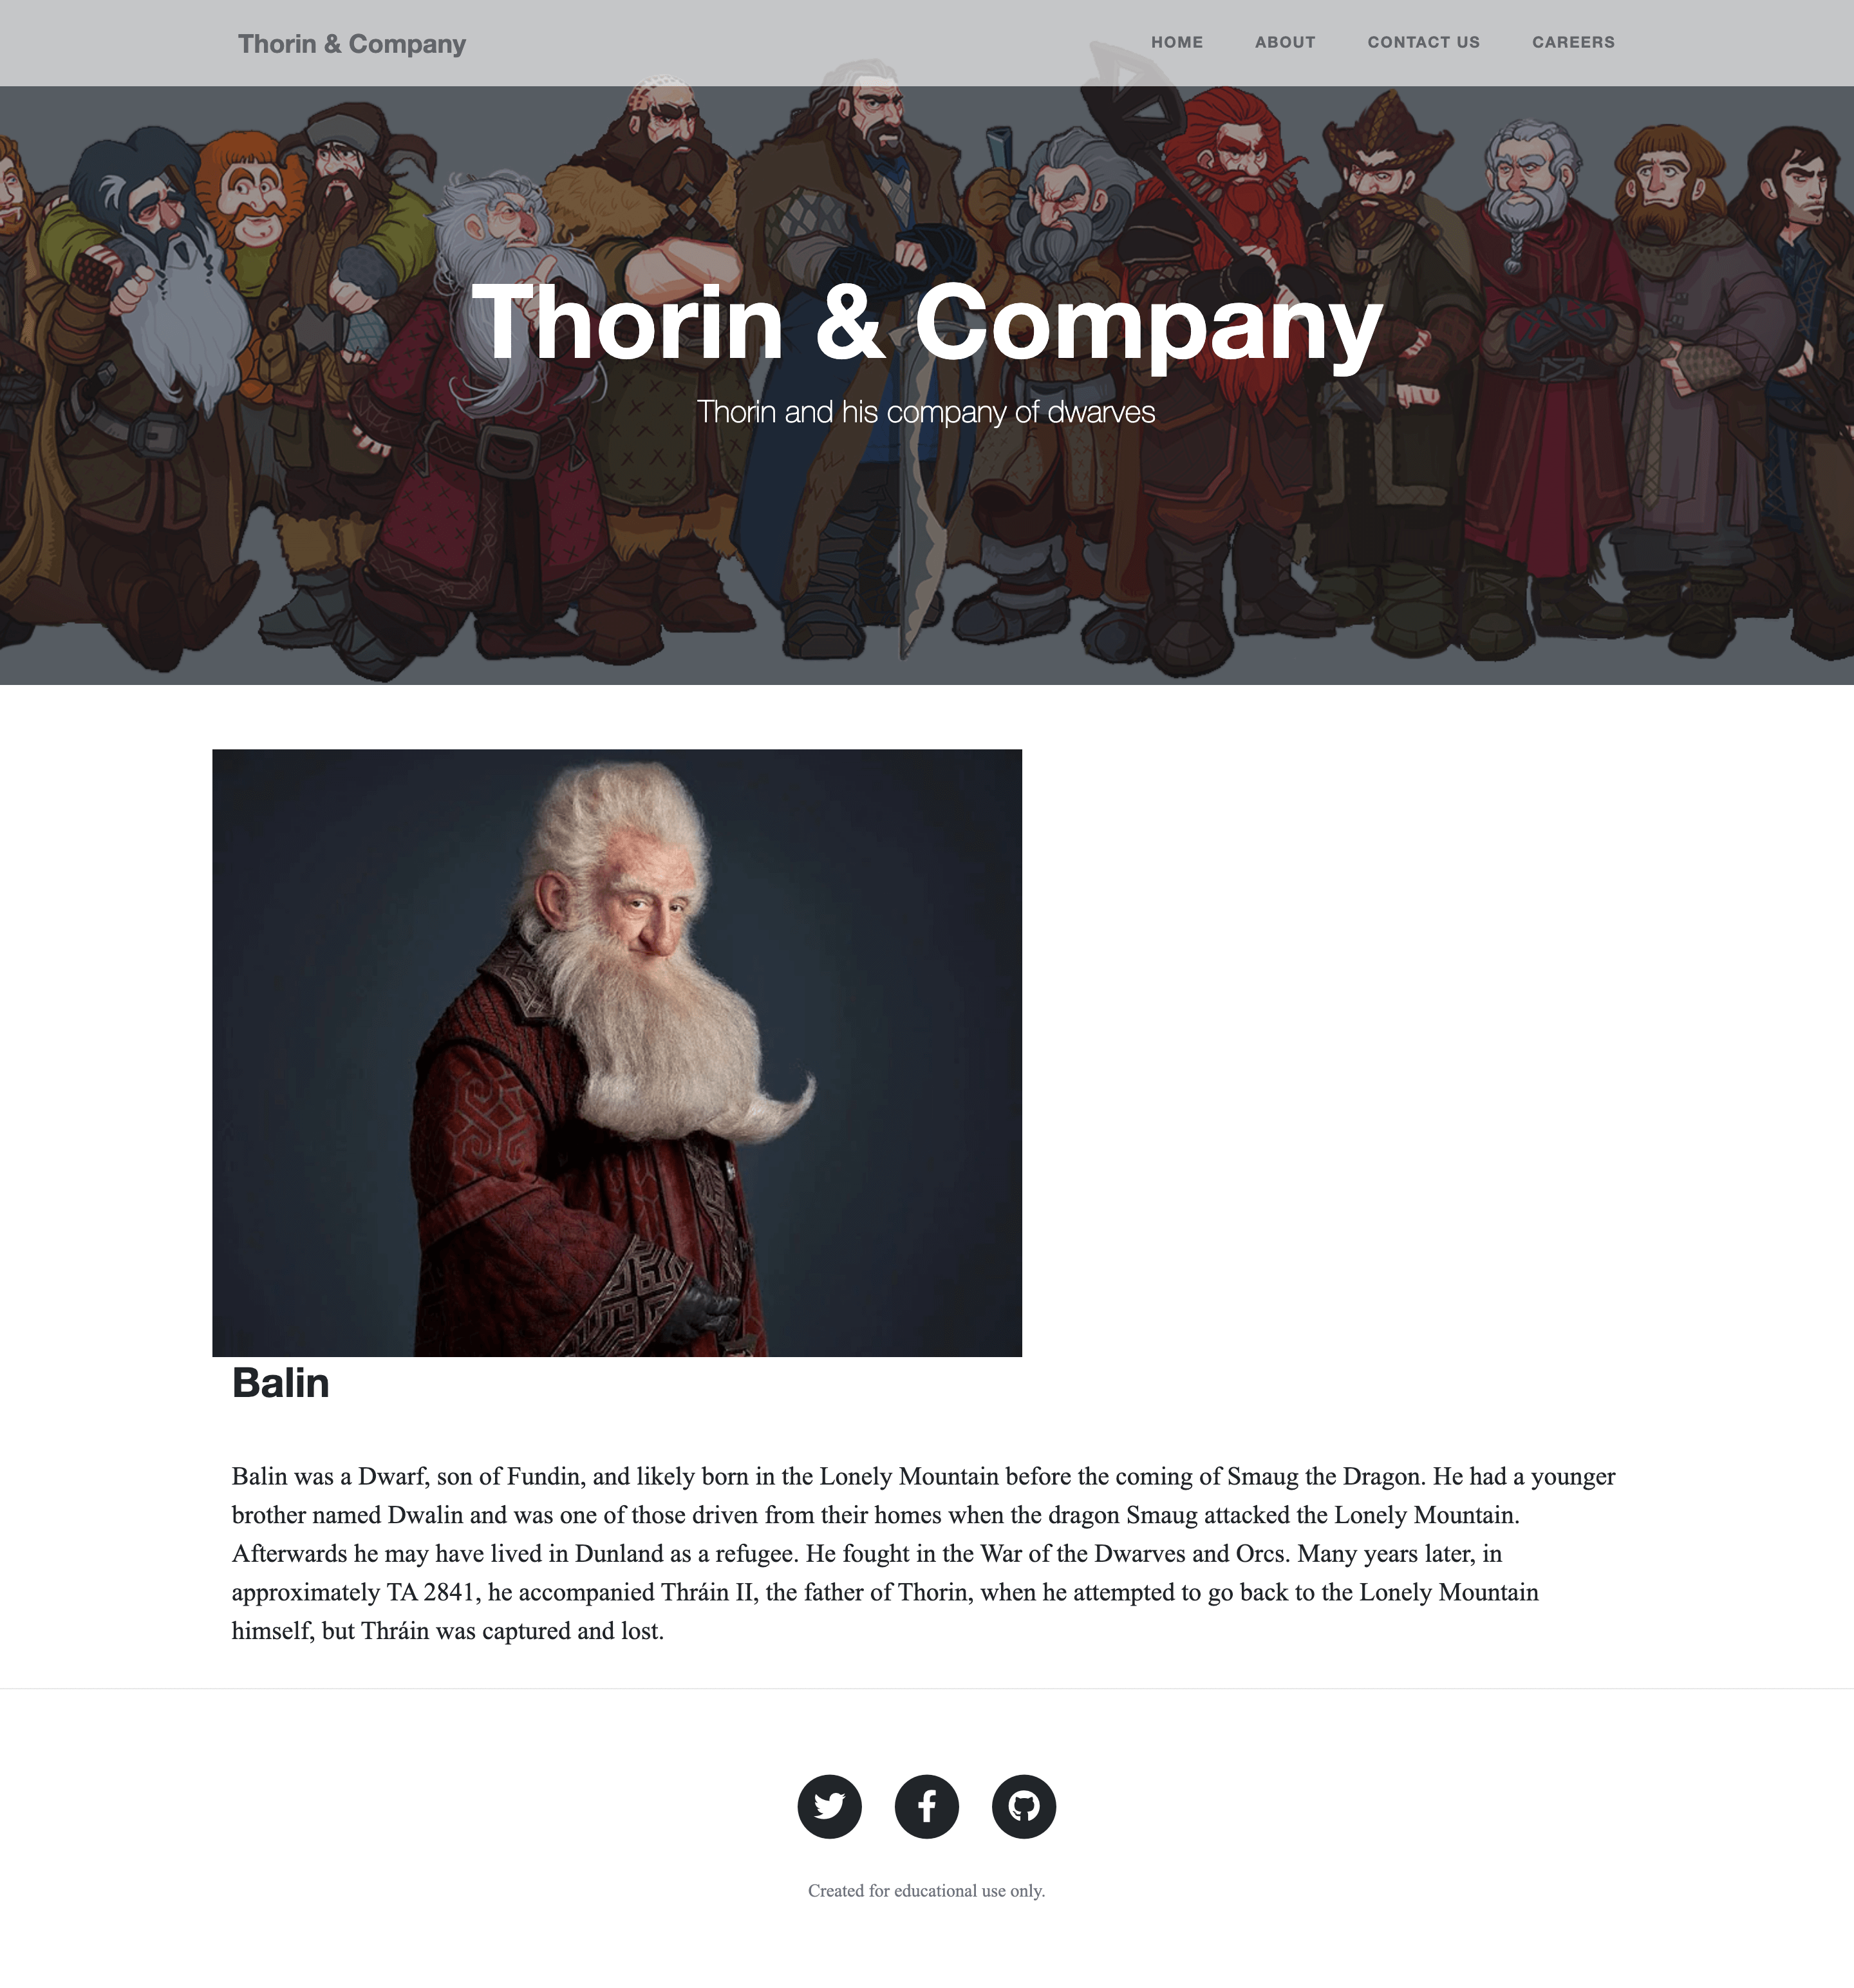 Thorin & Company
HOME ABOUT CONTACT US CAREERS
Thorin & Company
Thorin and his company of dwarves
Balin
Balin was a Dwarf, son of Fundin, and likely born in the Lonely Mountain before the coming of Smaug the Dragon. He had a younger
brother named Dwalin and was one of those driven from their homes when the dragon Smaug attacked the Lonely Mountain.
Afterwards he may have lived in Dunland as a refugee. He fought in the War of the Dwarves and Orcs. Many years later, in
approximately TA 2841, he accompanied Thráin II, the father of Thorin, when he attempted to go back to the Lonely Mountain
himself, but Thráin was captured and lost.
Created for educational use only.